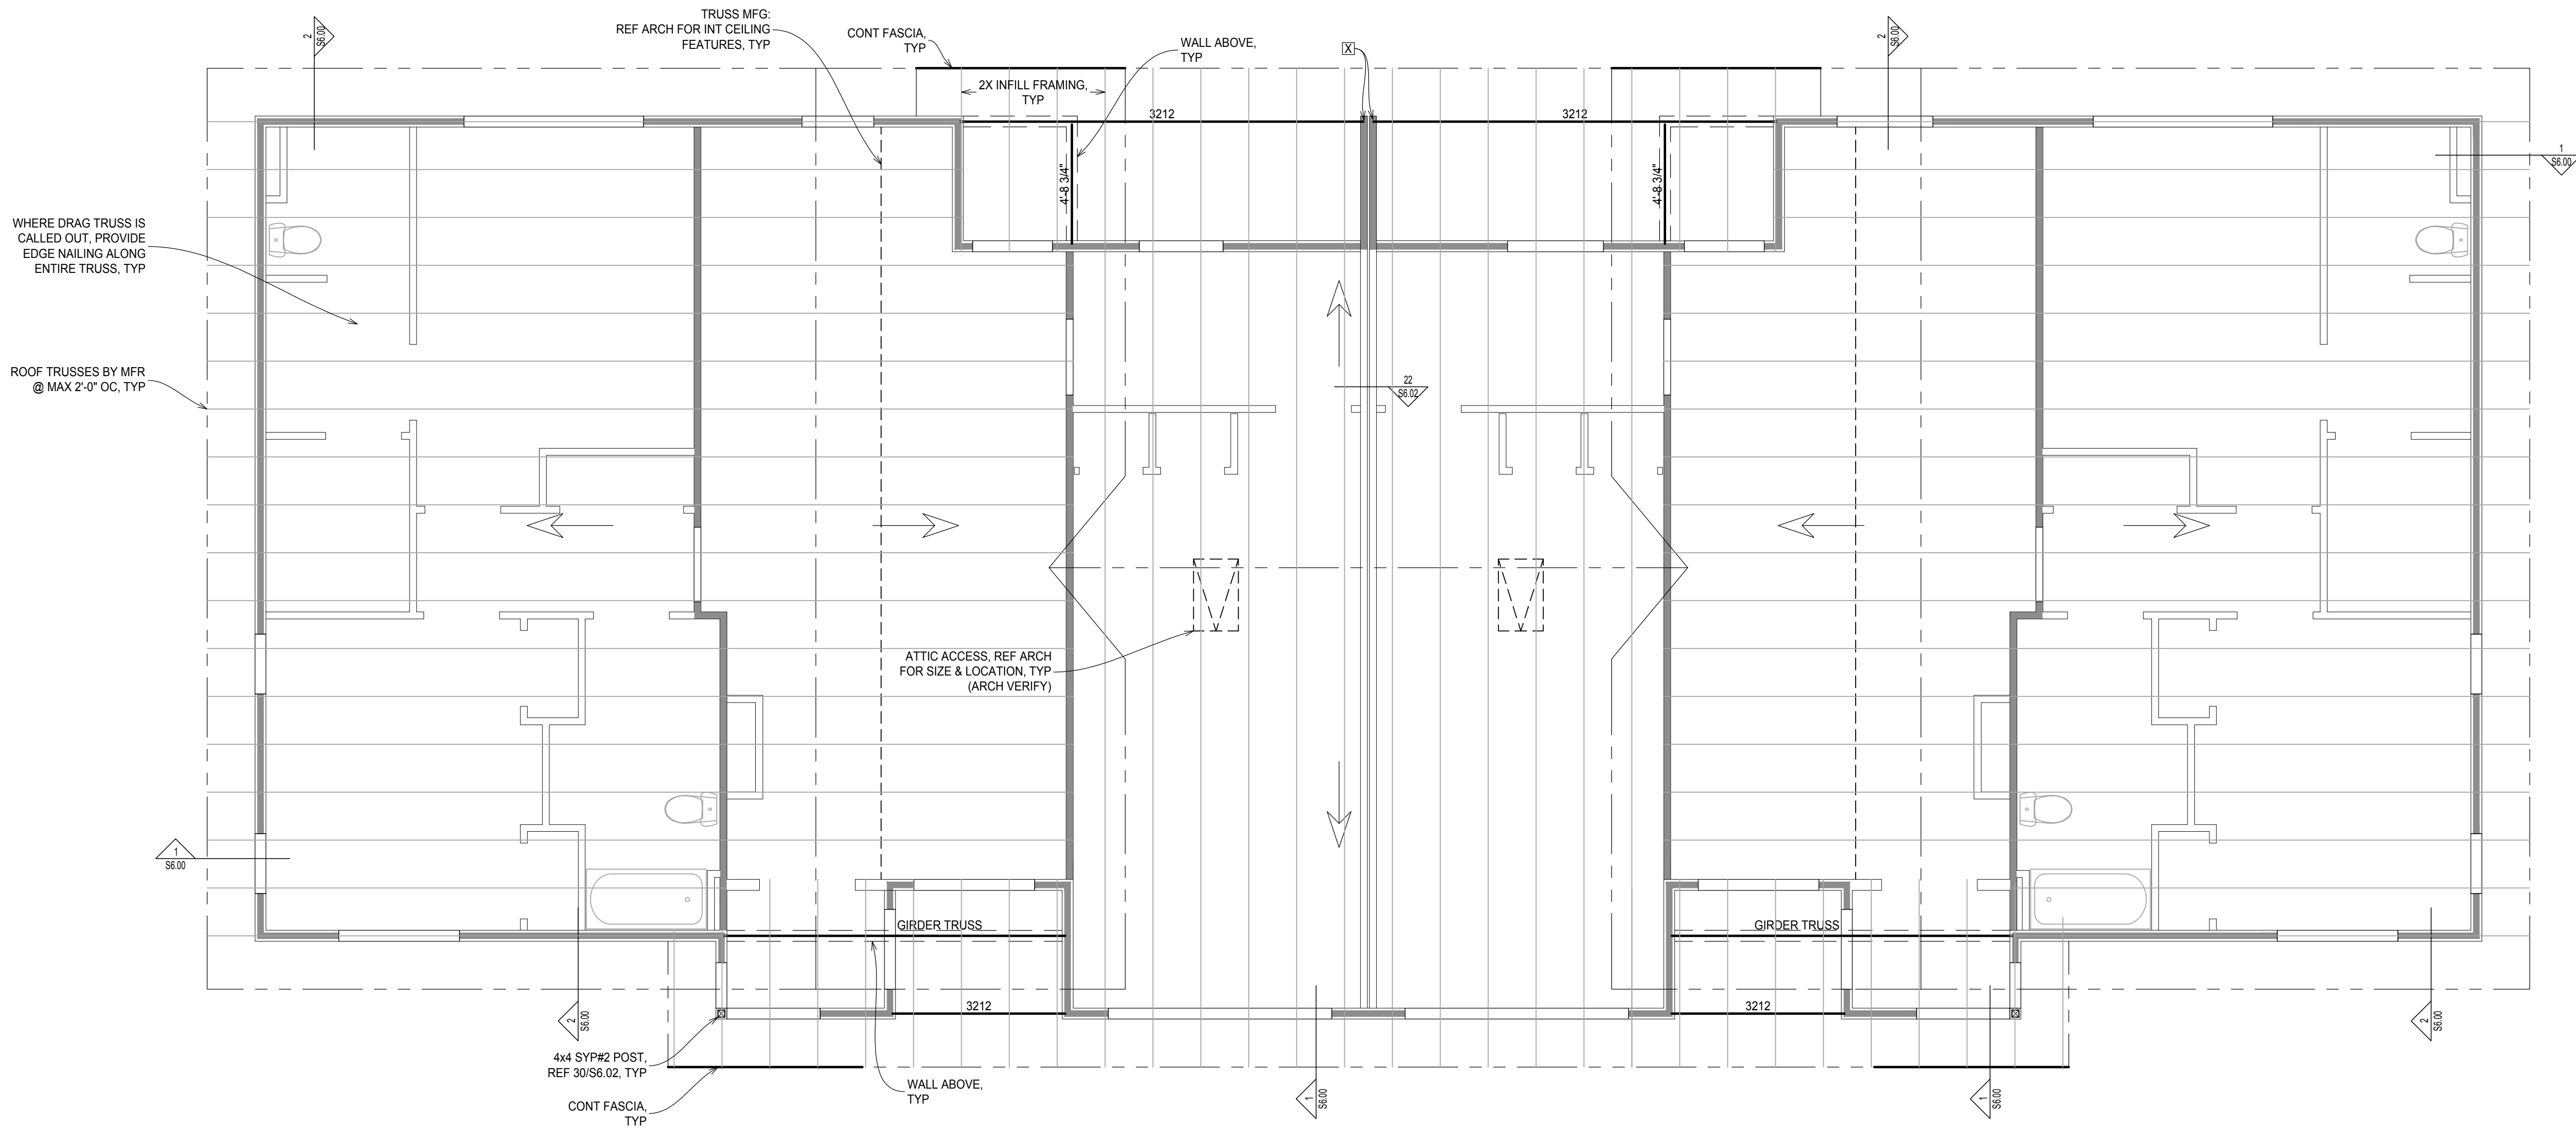 TRUSS MFG:
REF ARCH FOR INT CEILING
FEATURES, TYP
CONT FASCIA,
TYP
WALL ABOVE,
TYP
X
2
S6.00
2
S6.00
2X INFILL FRAMING,
TYP
3212
3212
4'-8 3/4"
4'-8 3/4"
1
S6.00
WHERE DRAG TRUSS IS
CALLED OUT, PROVIDE
EDGE NAILING ALONG
ENTIRE TRUSS, TYP
ROOF TRUSSES BY MFR
@ MAX 2'-0" OC, TYP
22
S6.02
ATTIC ACCESS, REF ARCH
FOR SIZE & LOCATION, TYP
(ARCH VERIFY)
1
S6.00
GIRDER TRUSS
GIRDER TRUSS
3212
3212
2
S6.00
2
S6.00
4x4 SYP#2 POST,
REF 30/S6.02, TYP
CONT FASCIA,
TYP
WALL ABOVE,
TYP
1
S6.00
1
S6.00